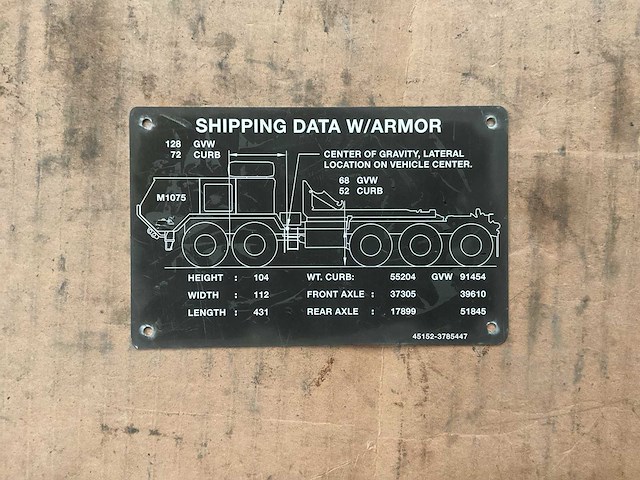 SHIPPING DATA W/ARMOR
128 GVW
72 CURB
CENTER OF GRAVITY, LATERAL
LOCATION ON VEHICLE CENTER.
68 GVW
52 CURB
M1075
HEIGHT : 104 WT. CURB: 55204 GVW 91454
WIDTH : 112 FRONT AXLE : 37305 39610
LENGTH : 431 REAR AXLE : 17899 51845
45152-3785447